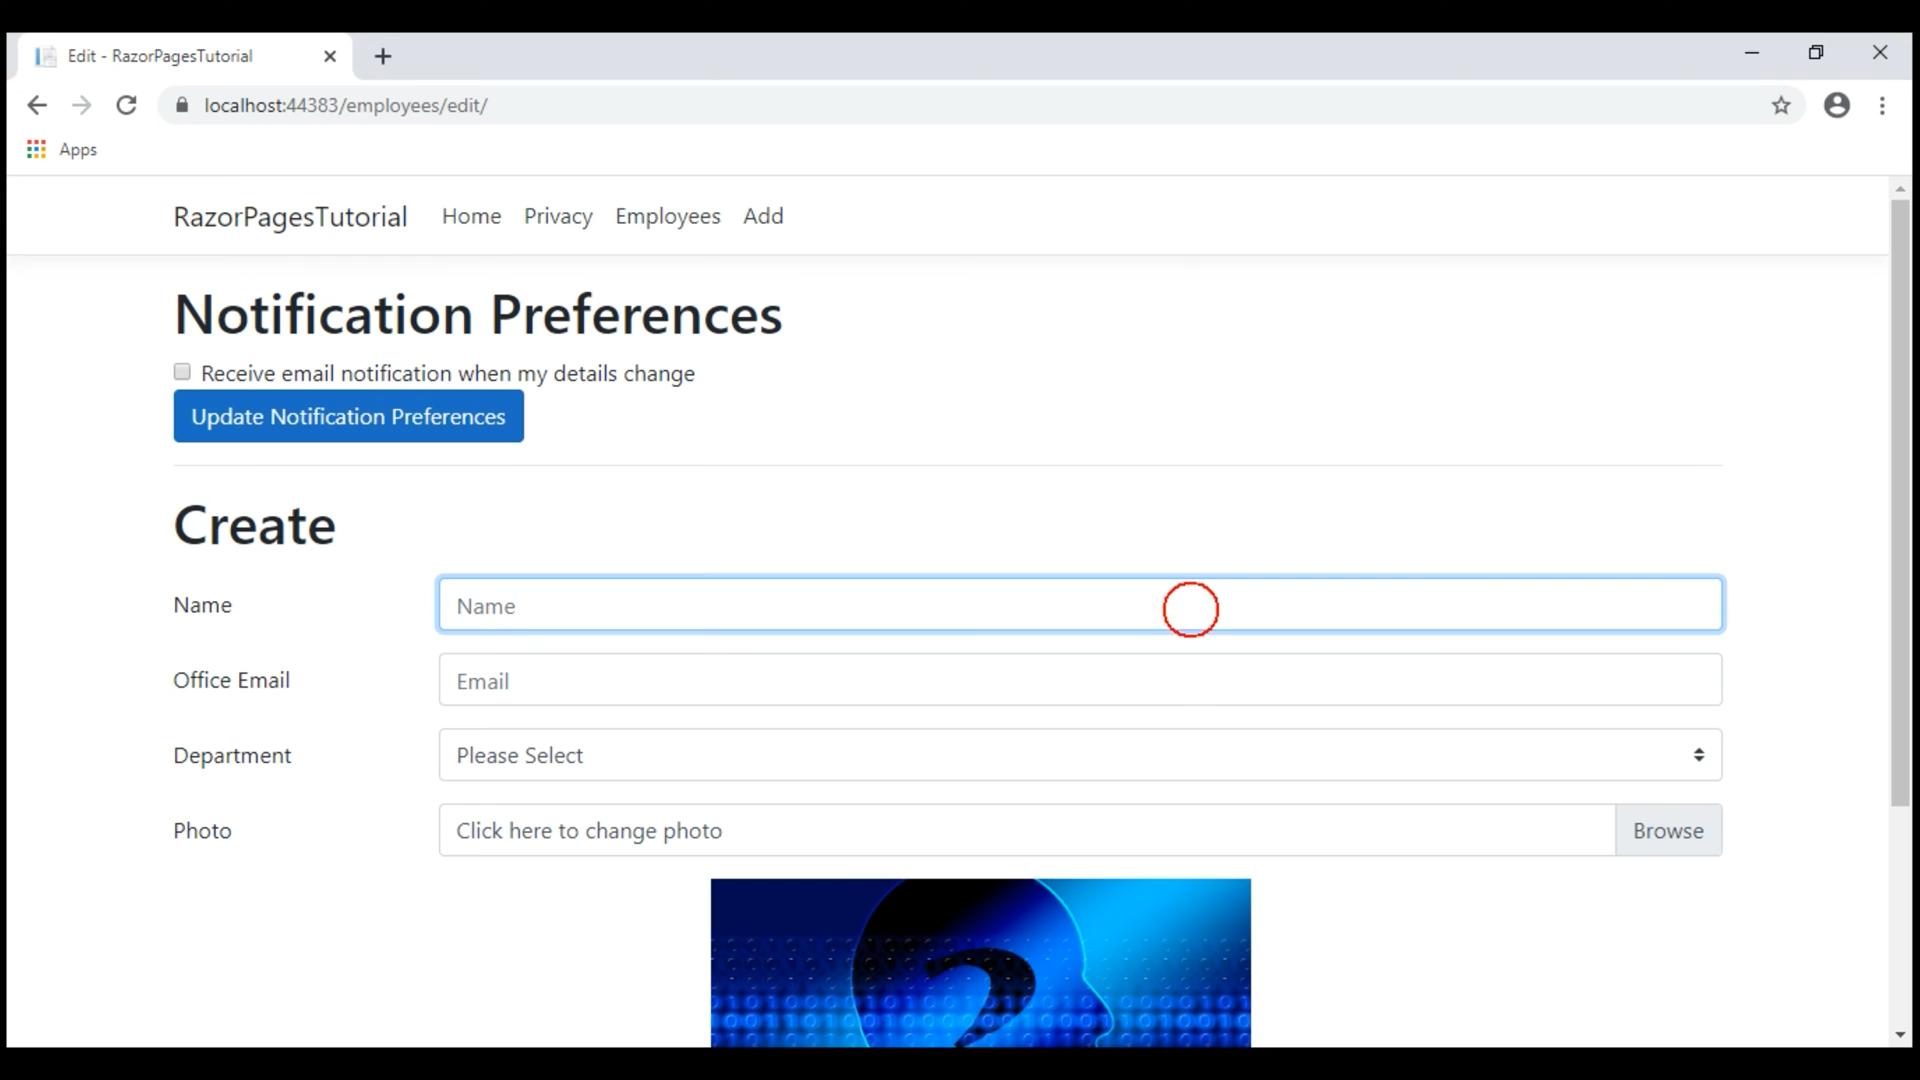 Edit - RazorPagesTutorial
localhost:44383/employees/edit/
Apps
RazorPagesTutorial Home Privacy Employees Add
Notification Preferences
Receive email notification when my details change
Update Notification Preferences
Create
Name Name
Office Email Email
Department Please Select
Photo Click here to change photo Browse